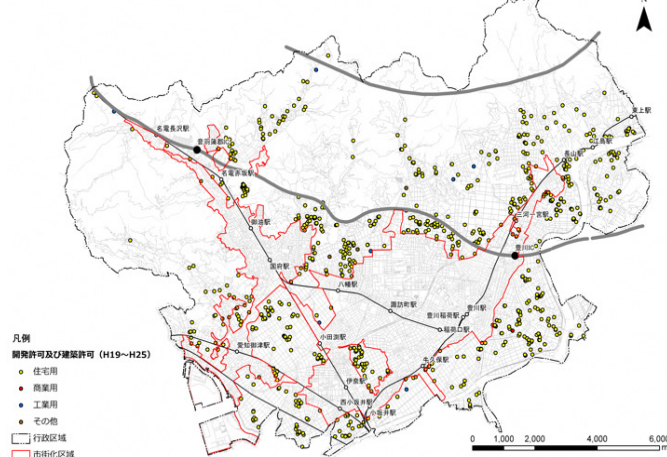 N
東上駅
江島駅
長山駅
名電長沢駅
音羽蒲郡IC
名電赤坂駅
三河一宮駅
御油駅
豊川IC
国府駅
八幡駅
諏訪町駅
豊川稲荷駅
豊川駅
稲荷口駅
小田渕駅
愛知御津駅
牛久保駅
伊奈駅
西小坂井駅
小坂井駅
凡例
開発許可及び建築許可（H19～H25）
住宅用
商業用
工業用
その他
行政区域
市街化区域
0 1,000 2,000 4,000 6,000
m